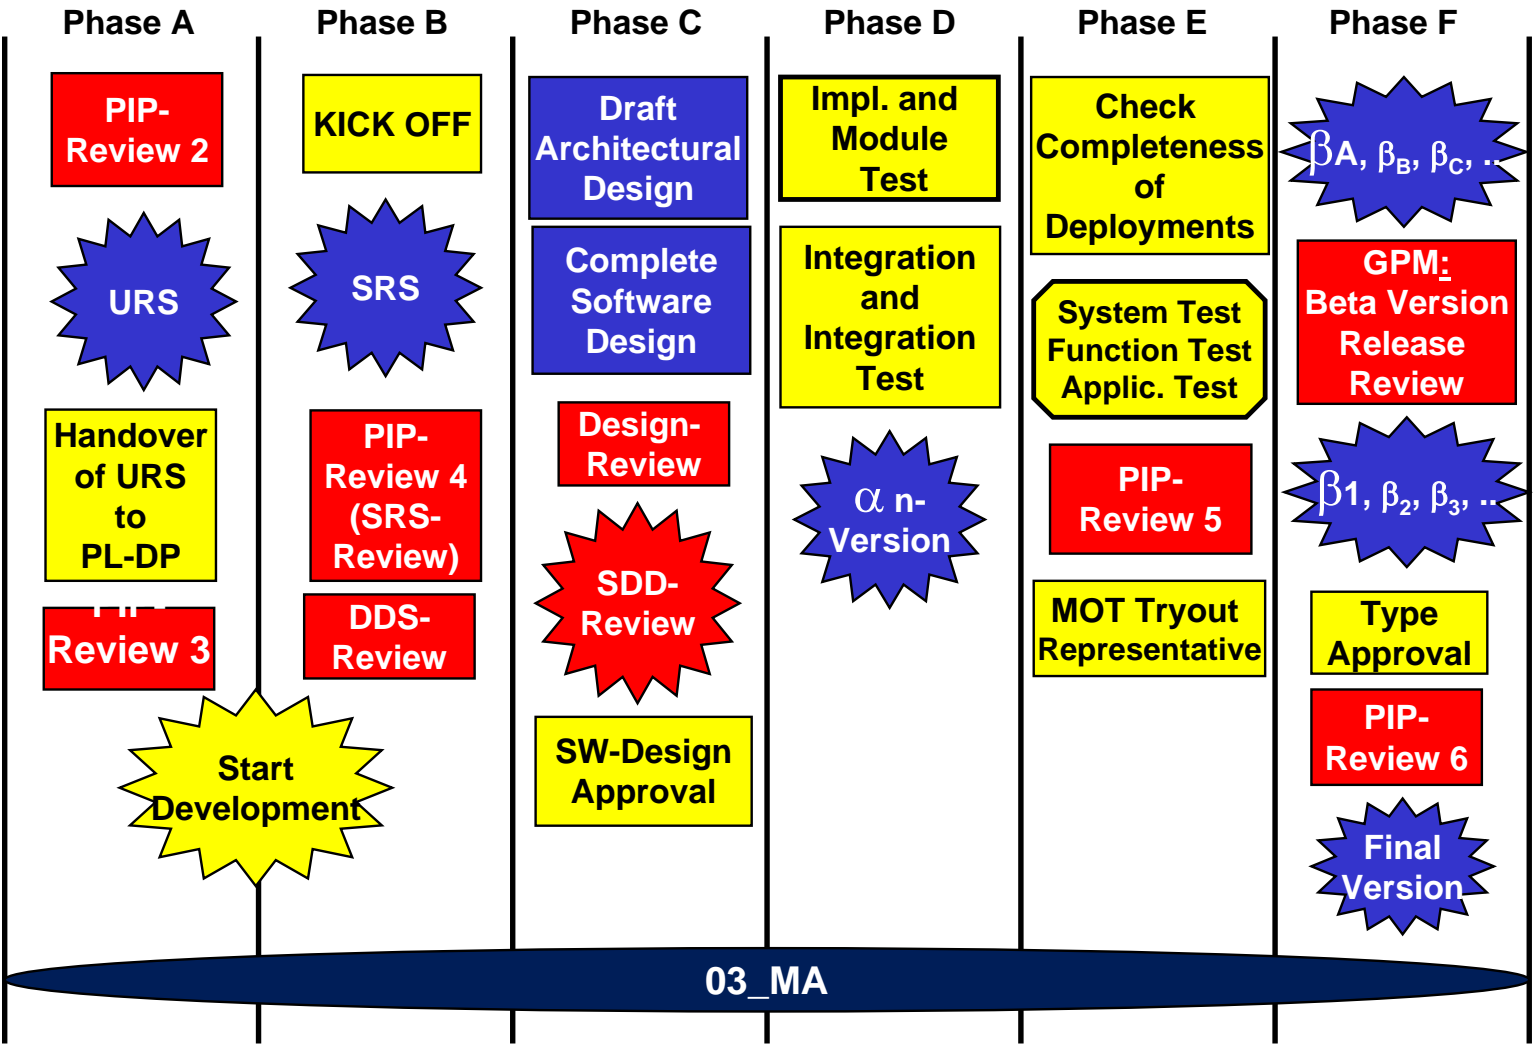 Phase A
PIP-
Review 2
URS
Handover
of URS
to
PL-DP
Review 3
Start
Development
Phase B
KICK OFF
SRS
PIP-
Review 4
(SRS-
Review)
DDS-
Review
Phase C
Draft
Architectural
Design
Complete
Software
Design
Design-
Review
SDD-
Review
SW-Design
Approval
Phase D
Impl. and
Module
Test
Integration
and
Integration
Test
α n-
Version
Phase E
Check
Completeness
of
Deployments
System Test
Function Test
Applic. Test
PIP-
Review 5
MOT Tryout
Representative
Phase F
βA, βB, βC, ..
GPM:
Beta Version
Release
Review
β1, β2, β3, ..
Type
Approval
PIP-
Review 6
Final
Version
03_MA